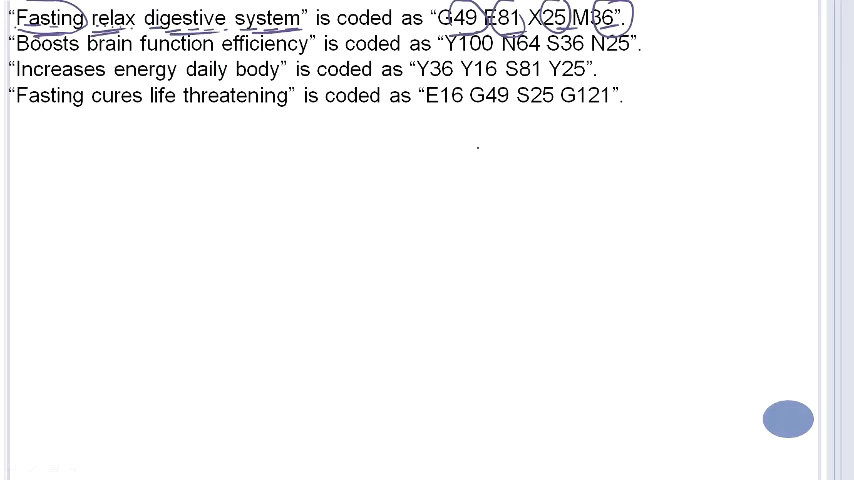 “Fasting relax digestive system” is coded as “G49 E81 X25 M36”.
“Boosts brain function efficiency” is coded as “Y100 N64 S36 N25”.
“Increases energy daily body” is coded as “Y36 Y16 S81 Y25”.
“Fasting cures life threatening” is coded as “E16 G49 S25 G121”.